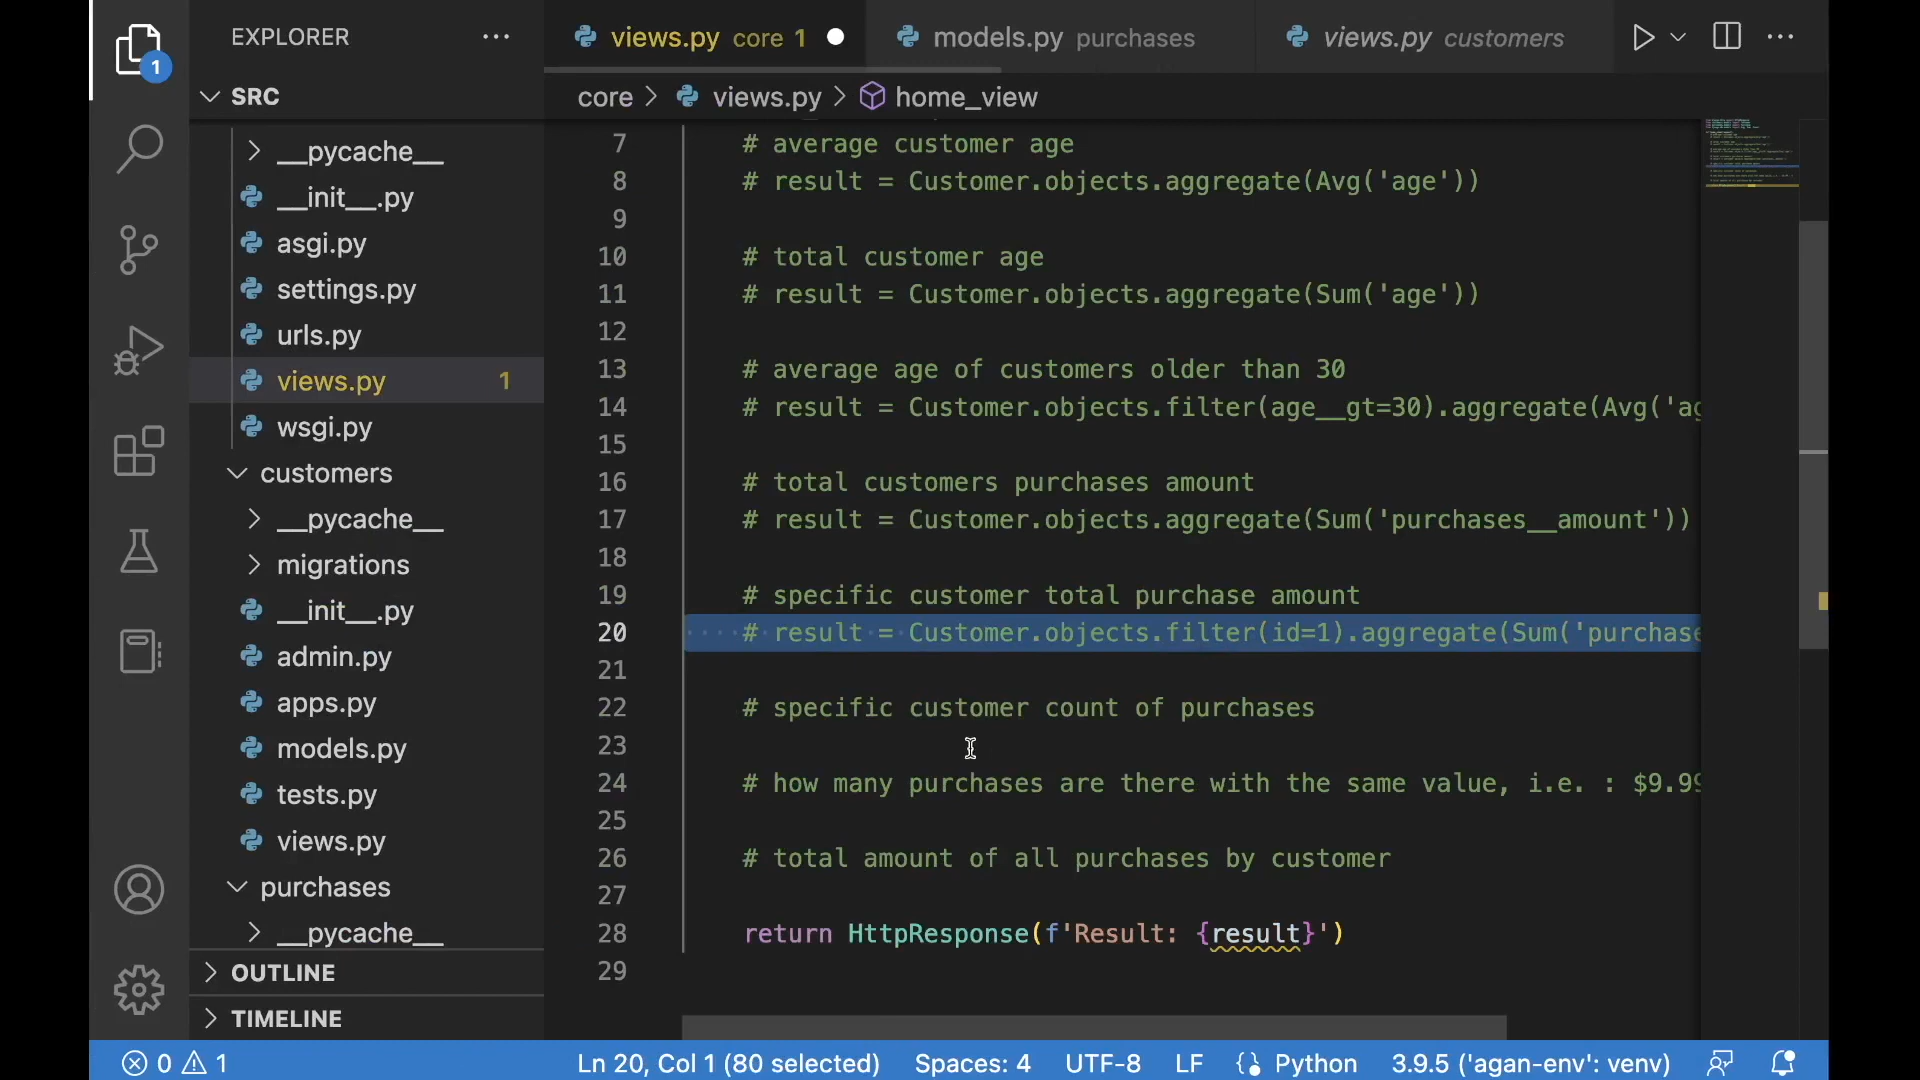 EXPLORER
1
SRC
__pycache__
__init__.py
asgi.py
settings.py
urls.py
views.py 1
wsgi.py
customers
__pycache__
migrations
__init__.py
admin.py
apps.py
models.py
tests.py
views.py
purchases
__pycache__
OUTLINE
TIMELINE
views.py core 1
models.py purchases
views.py customers
core > views.py > home_view
7 # average customer age
8 # result = Customer.objects.aggregate(Avg('age'))
9
10 # total customer age
11 # result = Customer.objects.aggregate(Sum('age'))
12
13 # average age of customers older than 30
14 # result = Customer.objects.filter(age__gt=30).aggregate(Avg('ag
15
16 # total customers purchases amount
17 # result = Customer.objects.aggregate(Sum('purchases__amount'))
18
19 # specific customer total purchase amount
20 # result = Customer.objects.filter(id=1).aggregate(Sum('purchase
21
22 # specific customer count of purchases
23
24 # how many purchases are there with the same value, i.e. : $9.99
25
26 # total amount of all purchases by customer
27
28 return HttpResponse(f'Result: {result}')
29
0 1
Ln 20, Col 1 (80 selected)
Spaces: 4
UTF-8
LF
Python
3.9.5 ('agan-env': venv)